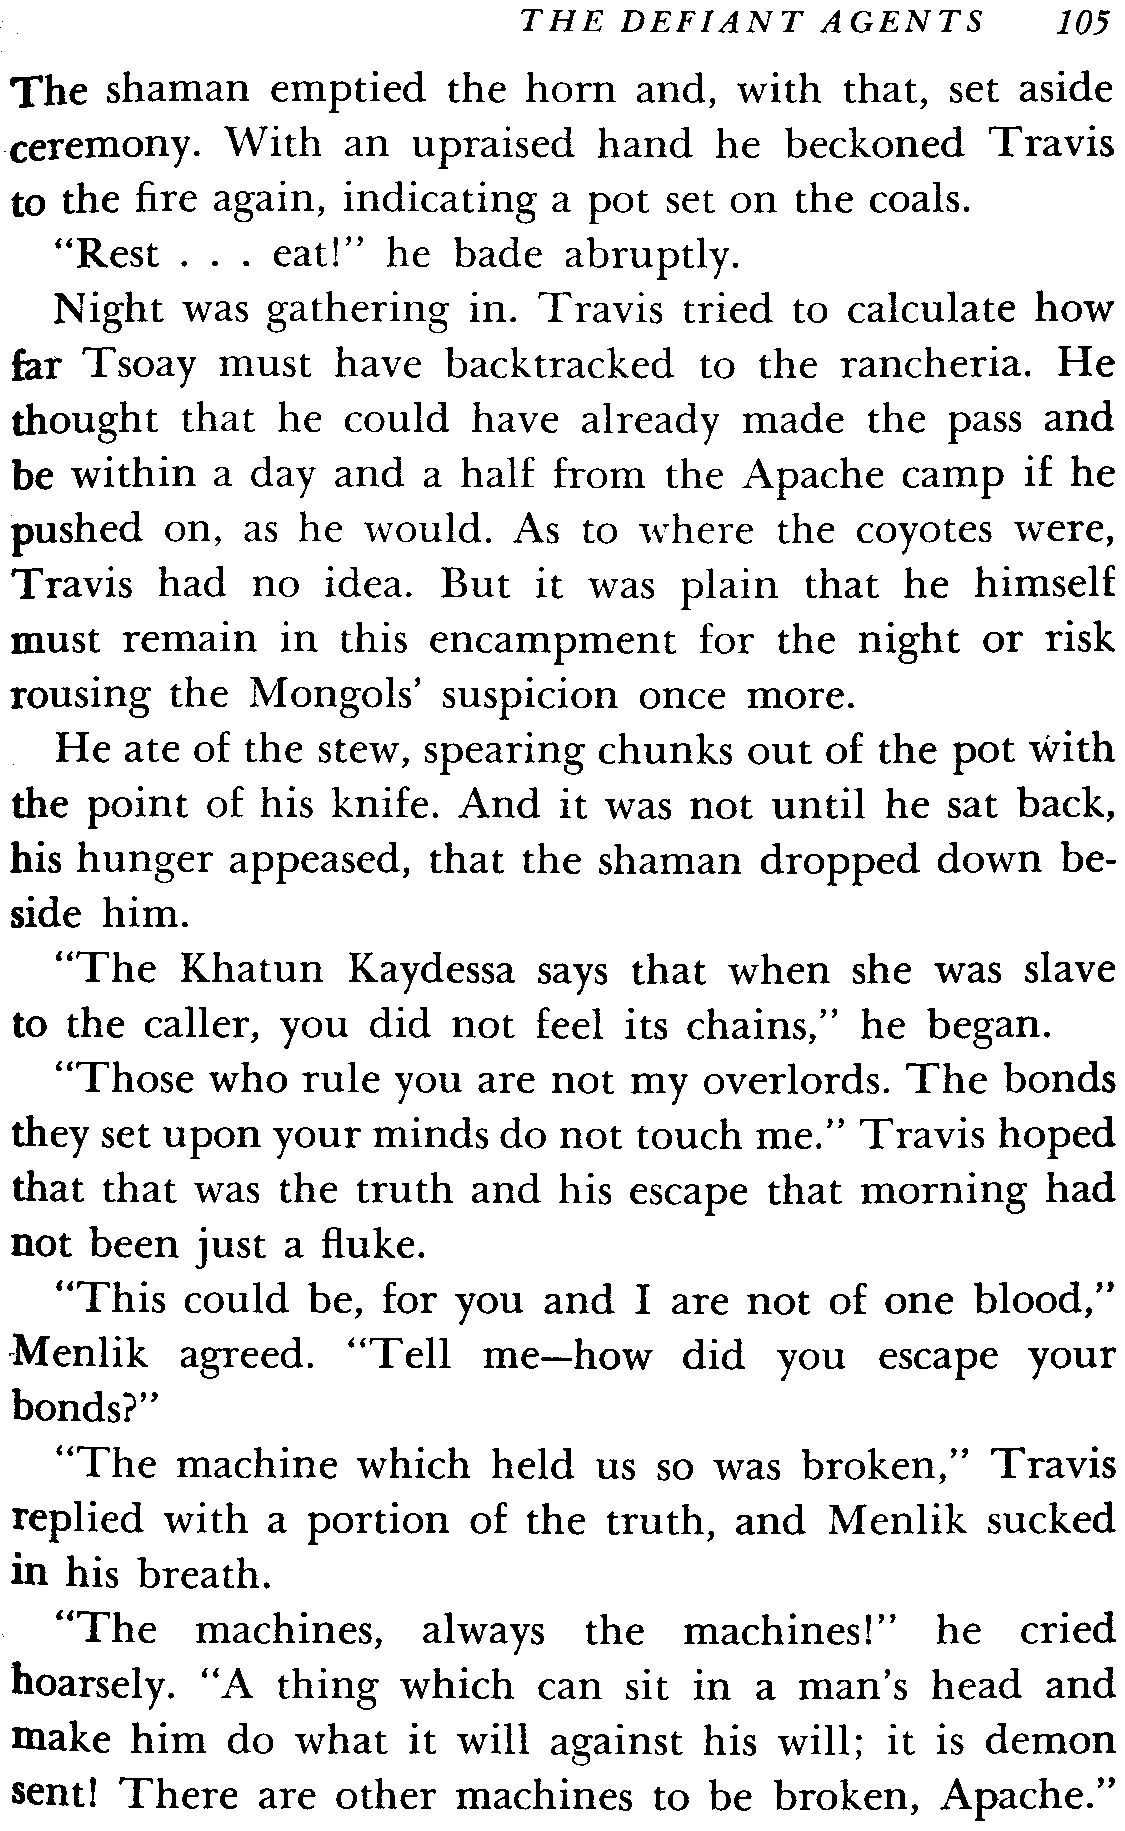 THE DEFIANT AGENTS 105
The shaman emptied the horn and, with that, set aside
ceremony. With an upraised hand he beckoned Travis
to the fire again, indicating a pot set on the coals.
"Rest . . . eat!" he bade abruptly.
Night was gathering in. Travis tried to calculate how
far Tsoay must have backtracked to the rancheria. He
thought that he could have already made the pass and
be within a day and a half from the Apache camp if he
pushed on, as he would. As to where the coyotes were,
Travis had no idea. But it was plain that he himself
must remain in this encampment for the night or risk
rousing the Mongols' suspicion once more.
He ate of the stew, spearing chunks out of the pot with
the point of his knife. And it was not until he sat back,
his hunger appeased, that the shaman dropped down be-
side him.
"The Khatun Kaydessa says that when she was slave
to the caller, you did not feel its chains," he began.
"Those who rule you are not my overlords. The bonds
they set upon your minds do not touch me." Travis hoped
that that was the truth and his escape that morning had
not been just a fluke.
"This could be, for you and I are not of one blood,"
Menlik agreed. "Tell me—how did you escape your
bonds?"
"The machine which held us so was broken," Travis
replied with a portion of the truth, and Menlik sucked
in his breath.
"The machines, always the machines!" he cried
hoarsely. "A thing which can sit in a man's head and
make him do what it will against his will; it is demon
sent! There are other machines to be broken, Apache."